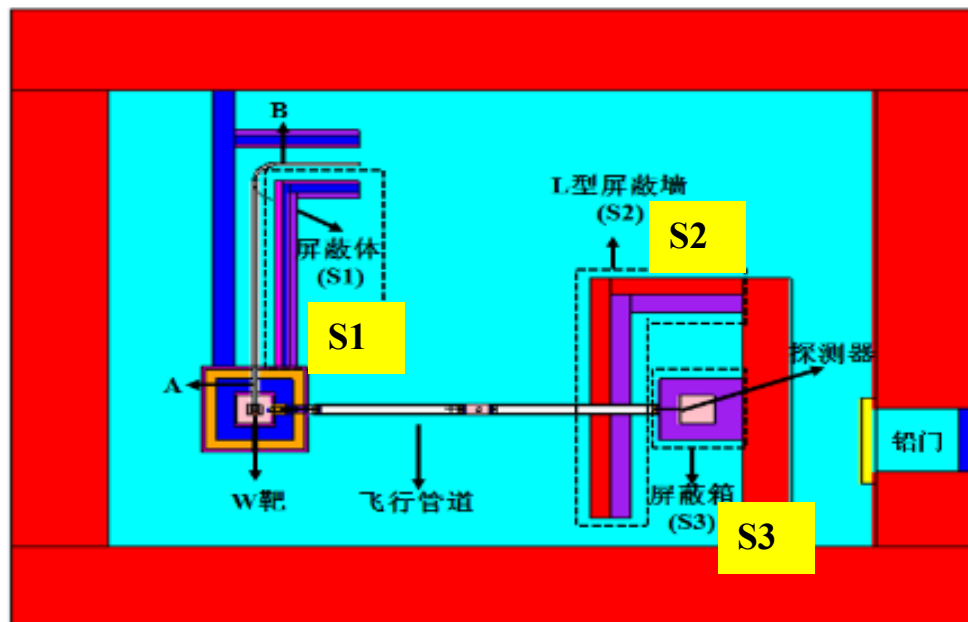 B
L型屏蔽墙
(S2)
S2
屏蔽体
(S1)
S1
探测器
A
铅门
W靶
飞行管道
屏蔽箱
(S3)
S3